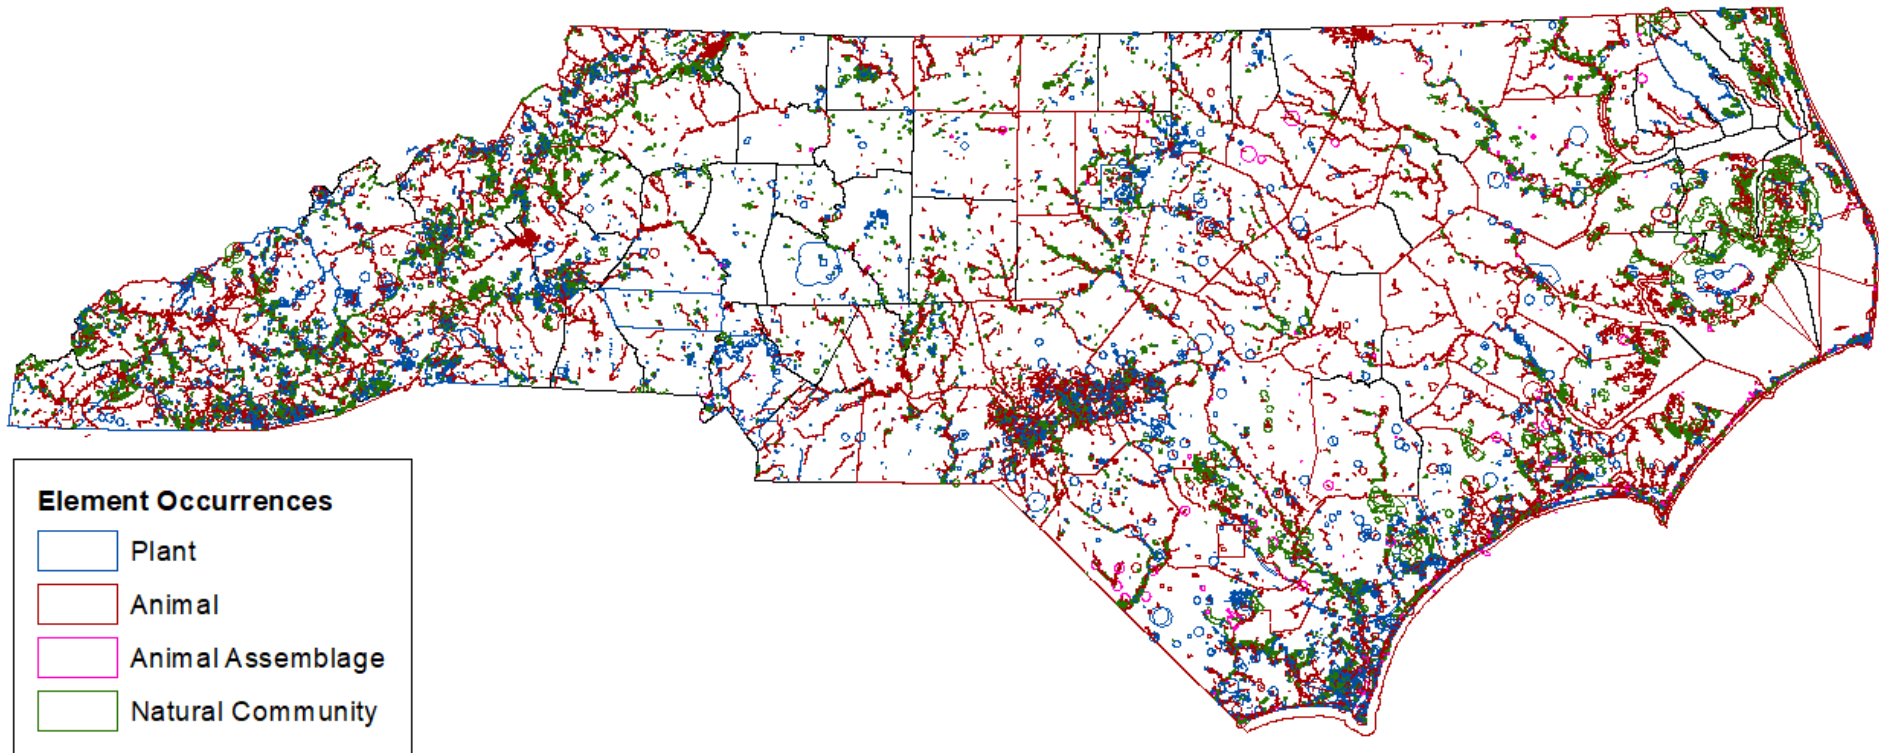 Element Occurrences
Plant
Animal
Animal Assemblage
Natural Community